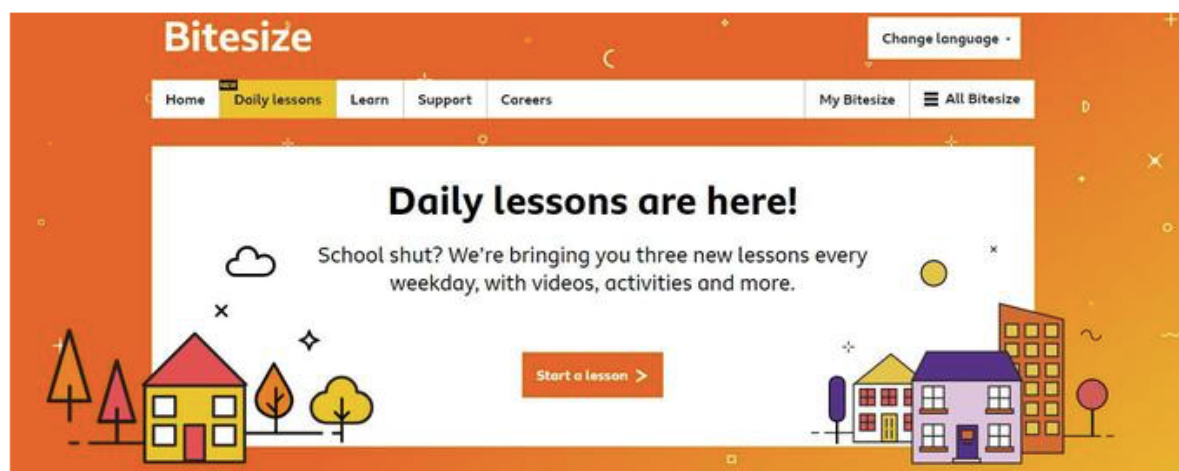 Bitesize
Change language
Home
NEW
Daily lessons
Learn
Support
Careers
My Bitesize
All Bitesize
Daily lessons are here!
School shut? We're bringing you three new lessons every
weekday, with videos, activities and more.
Start a lesson >